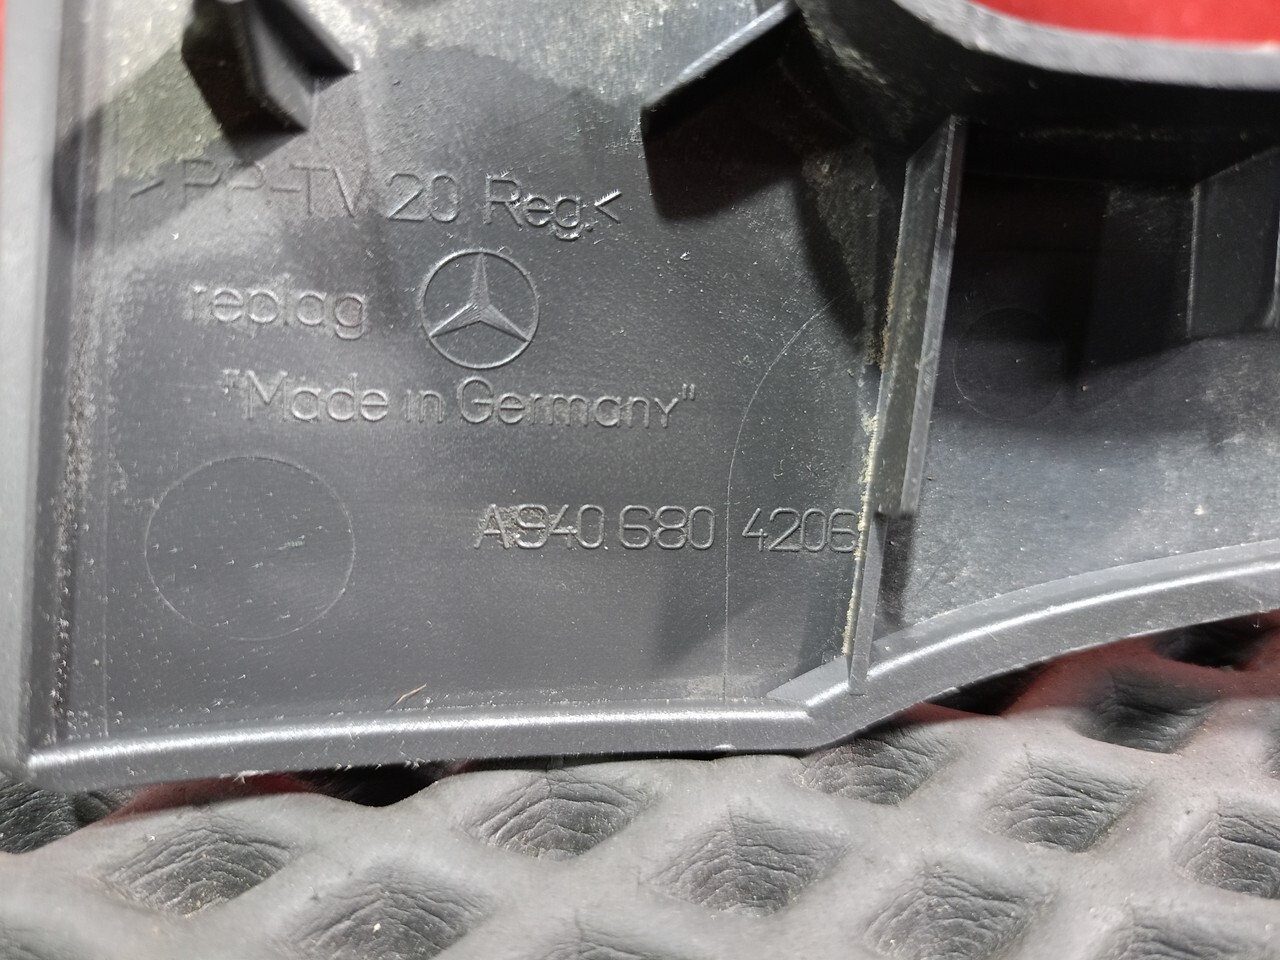 >PP-TV 20 Reg.<
replag
"Made in Germany"
A940 680 4206